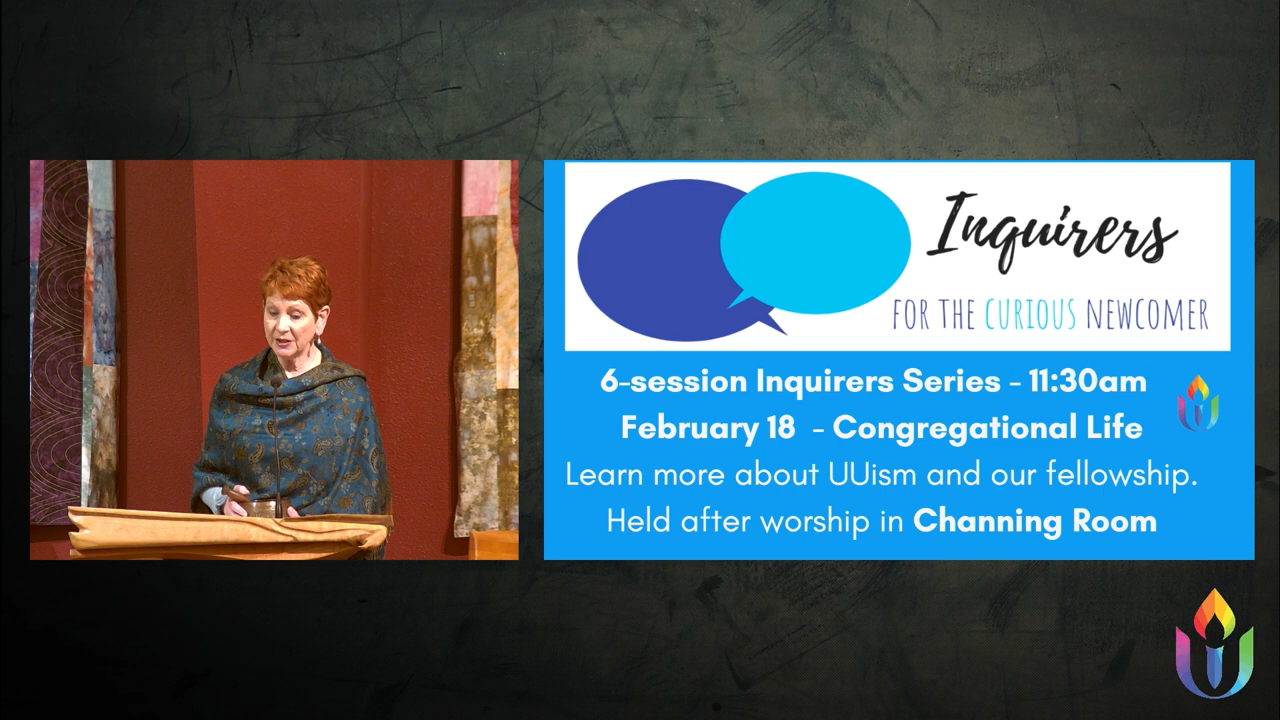 Inquirers
FOR THE CURIOUS NEWCOMER
6-session Inquirers Series - 11:30am
February 18 - Congregational Life
Learn more about UUism and our fellowship.
Held after worship in Channing Room